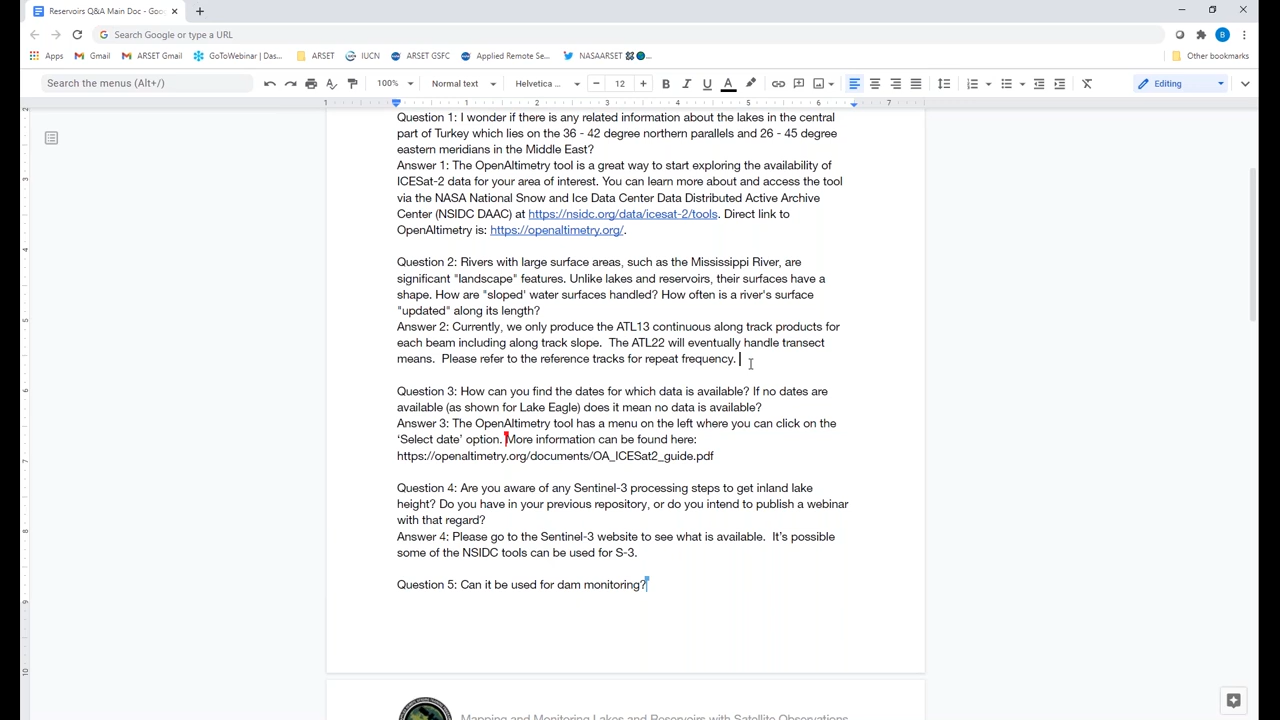 Reservoirs Q&A Main Doc - Goo
Search Google or type a URL
Apps Gmail ARSET Gmail GoToWebinar | Das... ARSET IUCN ARSET GSFC Applied Remote Se... NASAARSET Other bookmarks
Search the menus (Alt+/) 100% Normal text Helvetica ... 12 B I U A Editing
1 1 2 3 4 5 6 7
Question 1: I wonder if there is any related information about the lakes in the central
part of Turkey which lies on the 36 - 42 degree northern parallels and 26 - 45 degree
eastern meridians in the Middle East?
Answer 1: The OpenAltimetry tool is a great way to start exploring the availability of
ICESat-2 data for your area of interest. You can learn more about and access the tool
via the NASA National Snow and Ice Data Center Data Distributed Active Archive
Center (NSIDC DAAC) at https://nsidc.org/data/icesat-2/tools. Direct link to
OpenAltimetry is: https://openaltimetry.org/.
Question 2: Rivers with large surface areas, such as the Mississippi River, are
significant "landscape" features. Unlike lakes and reservoirs, their surfaces have a
shape. How are "sloped' water surfaces handled? How often is a river's surface
"updated" along its length?
Answer 2: Currently, we only produce the ATL13 continuous along track products for
each beam including along track slope.  The ATL22 will eventually handle transect
means.  Please refer to the reference tracks for repeat frequency.
Question 3: How can you find the dates for which data is available? If no dates are
available (as shown for Lake Eagle) does it mean no data is available?
Answer 3: The OpenAltimetry tool has a menu on the left where you can click on the
‘Select date’ option. More information can be found here:
https://openaltimetry.org/documents/OA_ICESat2_guide.pdf
Question 4: Are you aware of any Sentinel-3 processing steps to get inland lake
height? Do you have in your previous repository, or do you intend to publish a webinar
with that regard?
Answer 4: Please go to the Sentinel-3 website to see what is available.  It’s possible
some of the NSIDC tools can be used for S-3.
Question 5: Can it be used for dam monitoring?
Mapping and Monitoring Lakes and Reservoirs with Satellite Observations